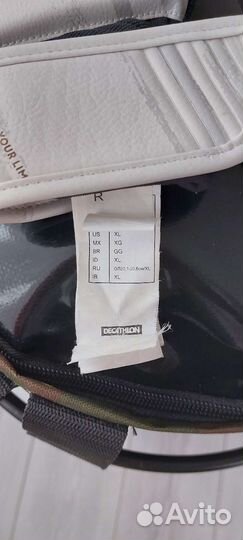 YOUR LIM
R
US XL
MX XG
BR GG
ID XL
RU
IR XL
DECATHLON
Avito